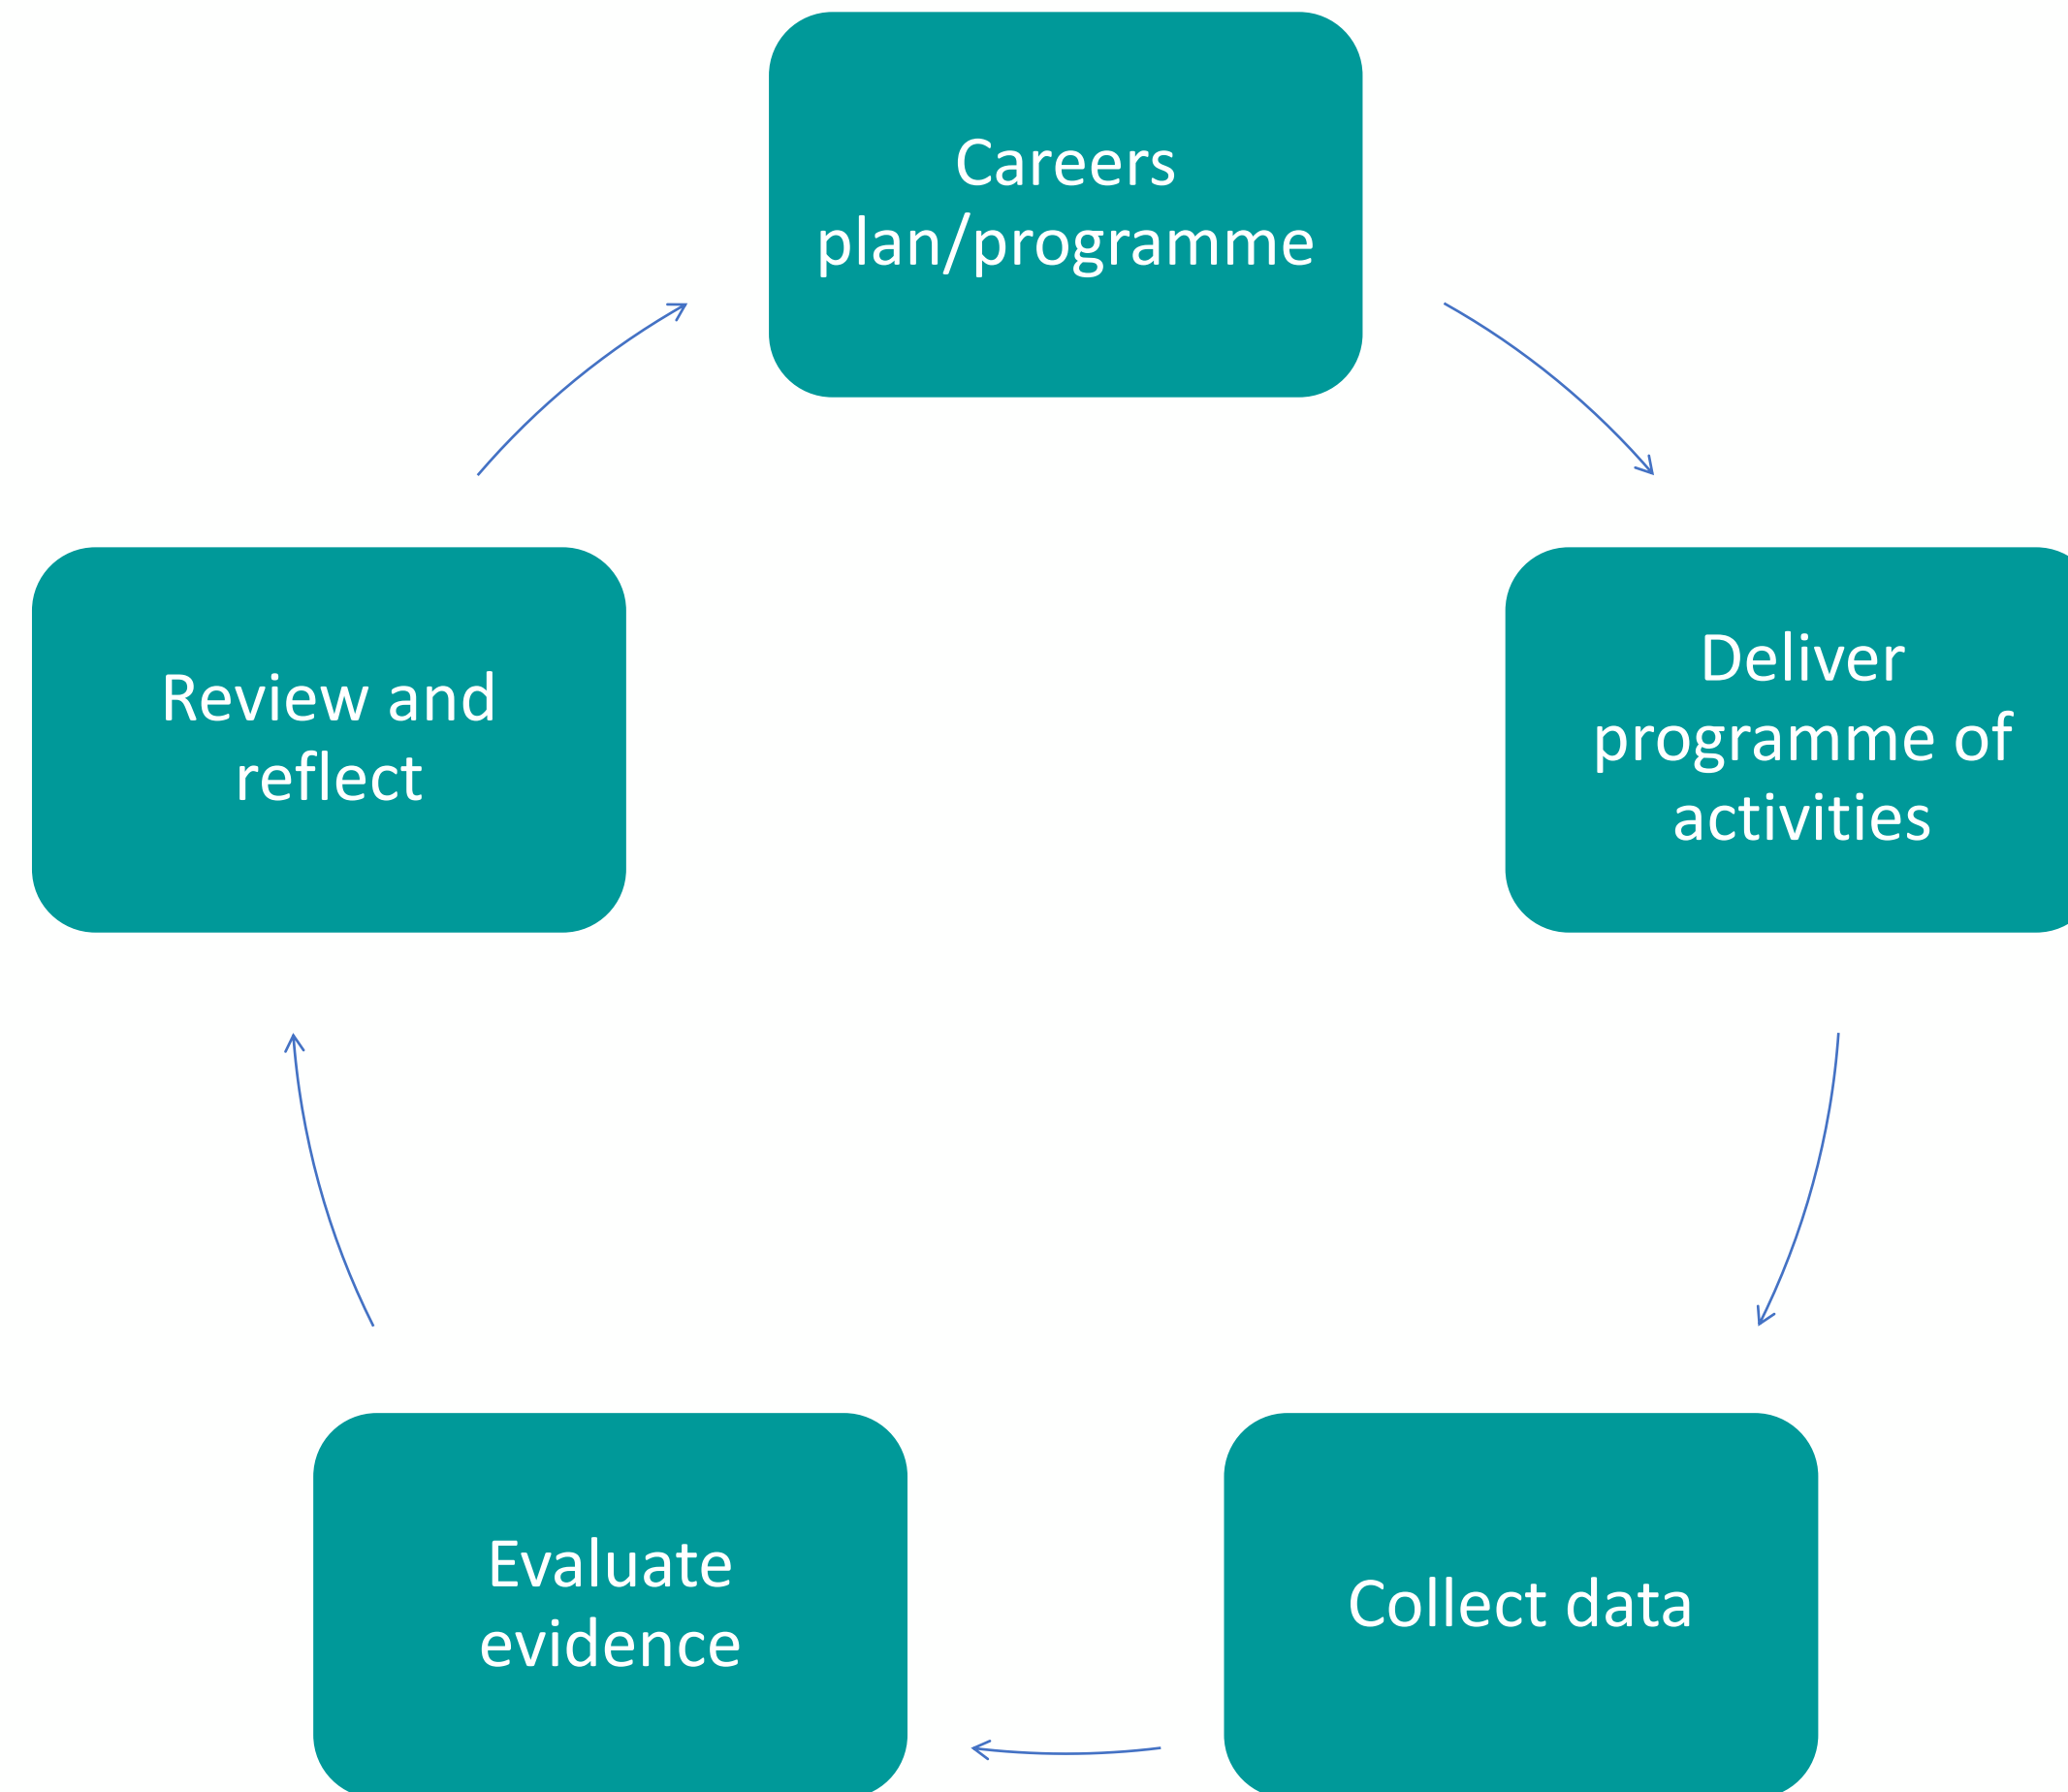 Careers
plan/programme
Deliver
programme of
activities
Collect data
Evaluate
evidence
Review and
reflect